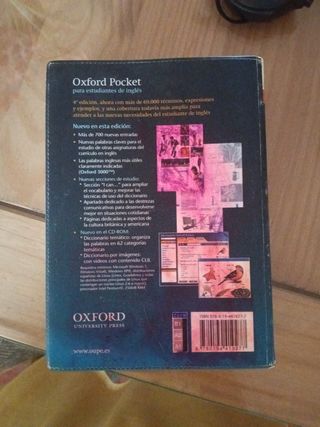 Oxford Pocket
para estudiantes de inglés
4ª edición, ahora con más de 60.000 términos, expresiones
y ejemplos, y una cobertura todavía más amplia para
atender a las nuevas necesidades del estudiante de inglés
Nuevo en esta edición:
• Más de 700 nuevas entradas
• Nuevas palabras claves para el
estudio de otras asignaturas del
currículo en inglés
• Las palabras inglesas más útiles
claramente indicadas
(Oxford 3000™)
• Nuevas secciones de estudio:
* Sección "I can..." para ampliar
el vocabulario y mejorar las
técnicas de uso del diccionario
* Apartado dedicado a las destrezas
comunicativas para desenvolverse
mejor en situaciones cotidianas
* Páginas dedicadas a aspectos de
la cultura británica y americana
• Nuevo en el CD-ROM:
* Diccionario temático: organiza
las palabras en 62 categorías
temáticas
* Diccionario por imágenes
con vídeos con contenido CLIL
OXFORD
UNIVERSITY PRESS
www.oupe.es